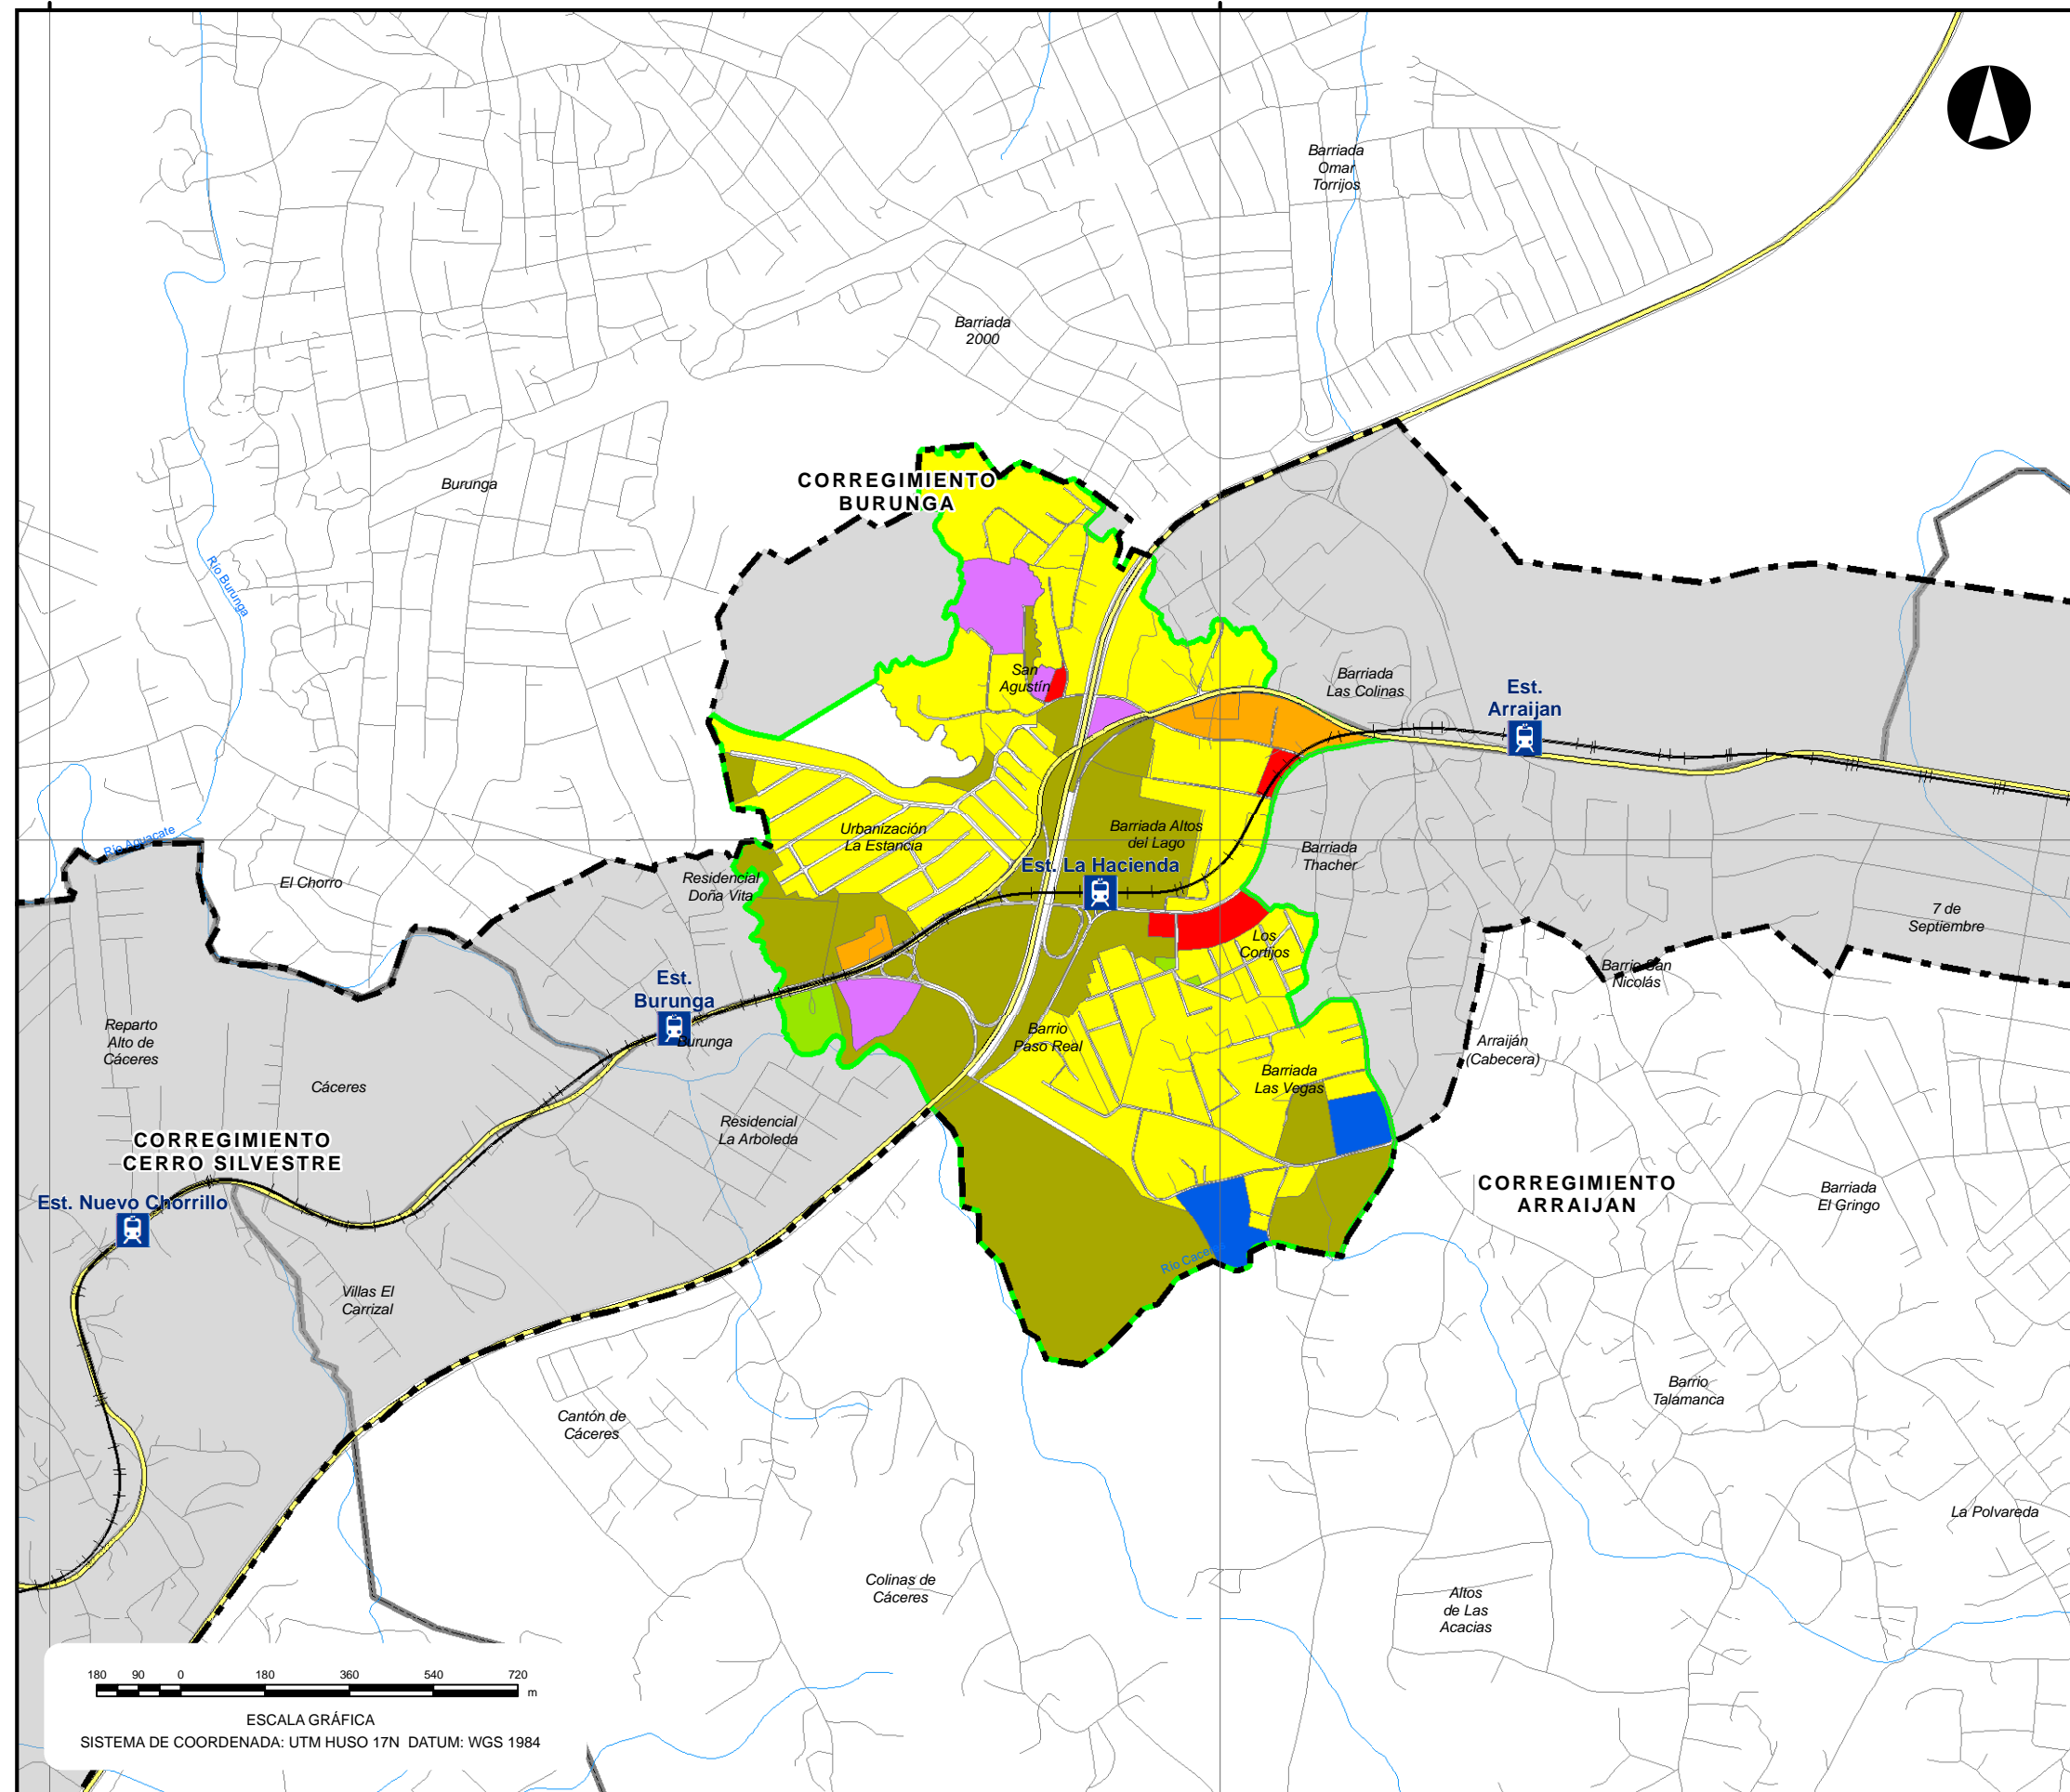 Barriada
Omar
Torrijos
Barriada
2000
Burunga
CORREGIMIENTO
BURUNGA
Río Burunga
San
Agustín
Barriada
Las Colinas
Est.
Arraijan
Urbanización
La Estancia
Barriada Altos
del Lago
Río Aguacate
Barriada
Thacher
Est. La Hacienda
El Chorro
Residencial
Doña Vita
7 de
Septiembre
Los
Cortijos
Barrio San
Nicolás
Est.
Burunga
Burunga
Reparto
Alto de
Cáceres
Barrio
Paso Real
Arraiján
(Cabecera)
Cáceres
Barriada
Las Vegas
Residencial
La Arboleda
CORREGIMIENTO
CERRO SILVESTRE
CORREGIMIENTO
ARRAIJAN
Barriada
El Gringo
Est. Nuevo Chorrillo
Río Caceres
Villas El
Carrizal
Barrio
Talamanca
Cantón de
Cáceres
La Polvareda
Colinas de
Cáceres
Altos
de Las
Acacias
180 90 0 180 360 540 720
m
ESCALA GRÁFICA
SISTEMA DE COORDENADA: UTM HUSO 17N DATUM: WGS 1984